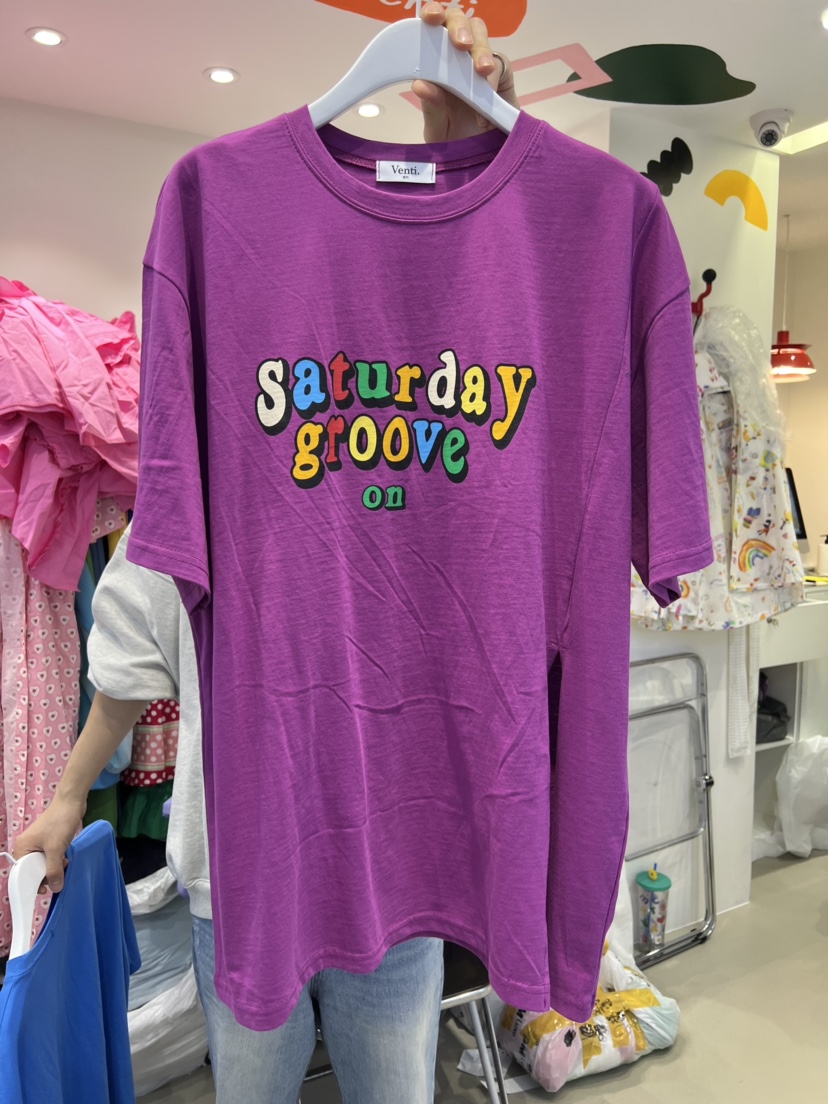 Venti.
saturday
groove
on